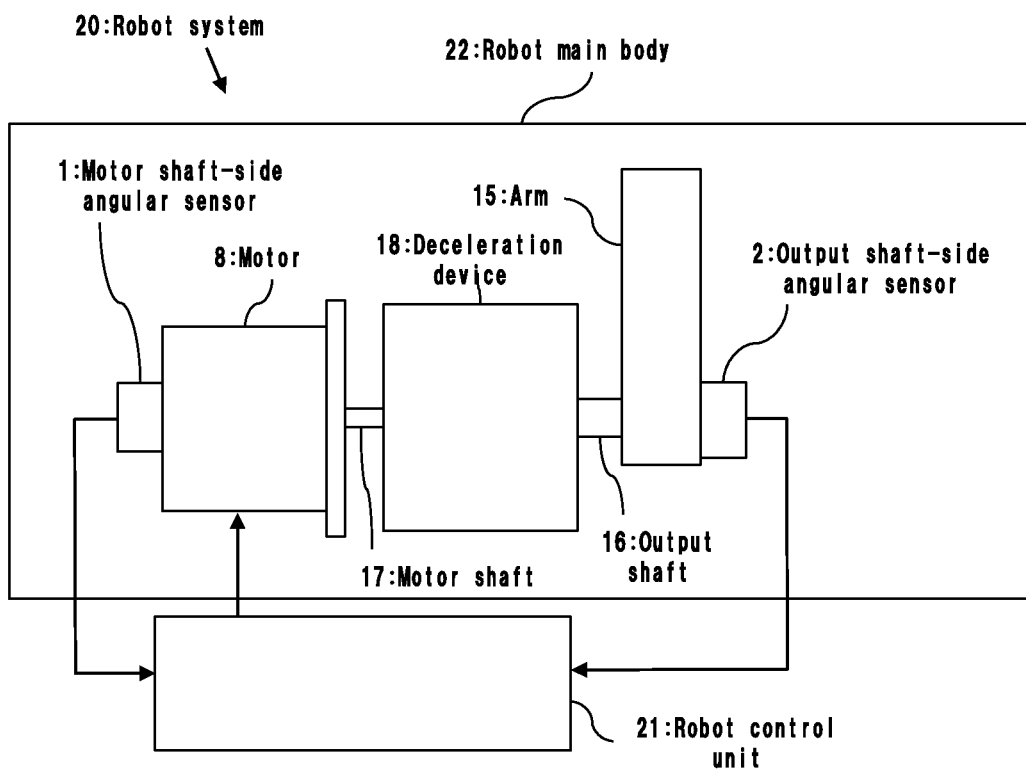 20:Robot system
22:Robot main body
1:Motor shaft-side
angular sensor
15:Arm
8:Motor
18:Deceleration
device
2:Output shaft-side
angular sensor
17:Motor shaft
16:Output
shaft
21:Robot control
unit